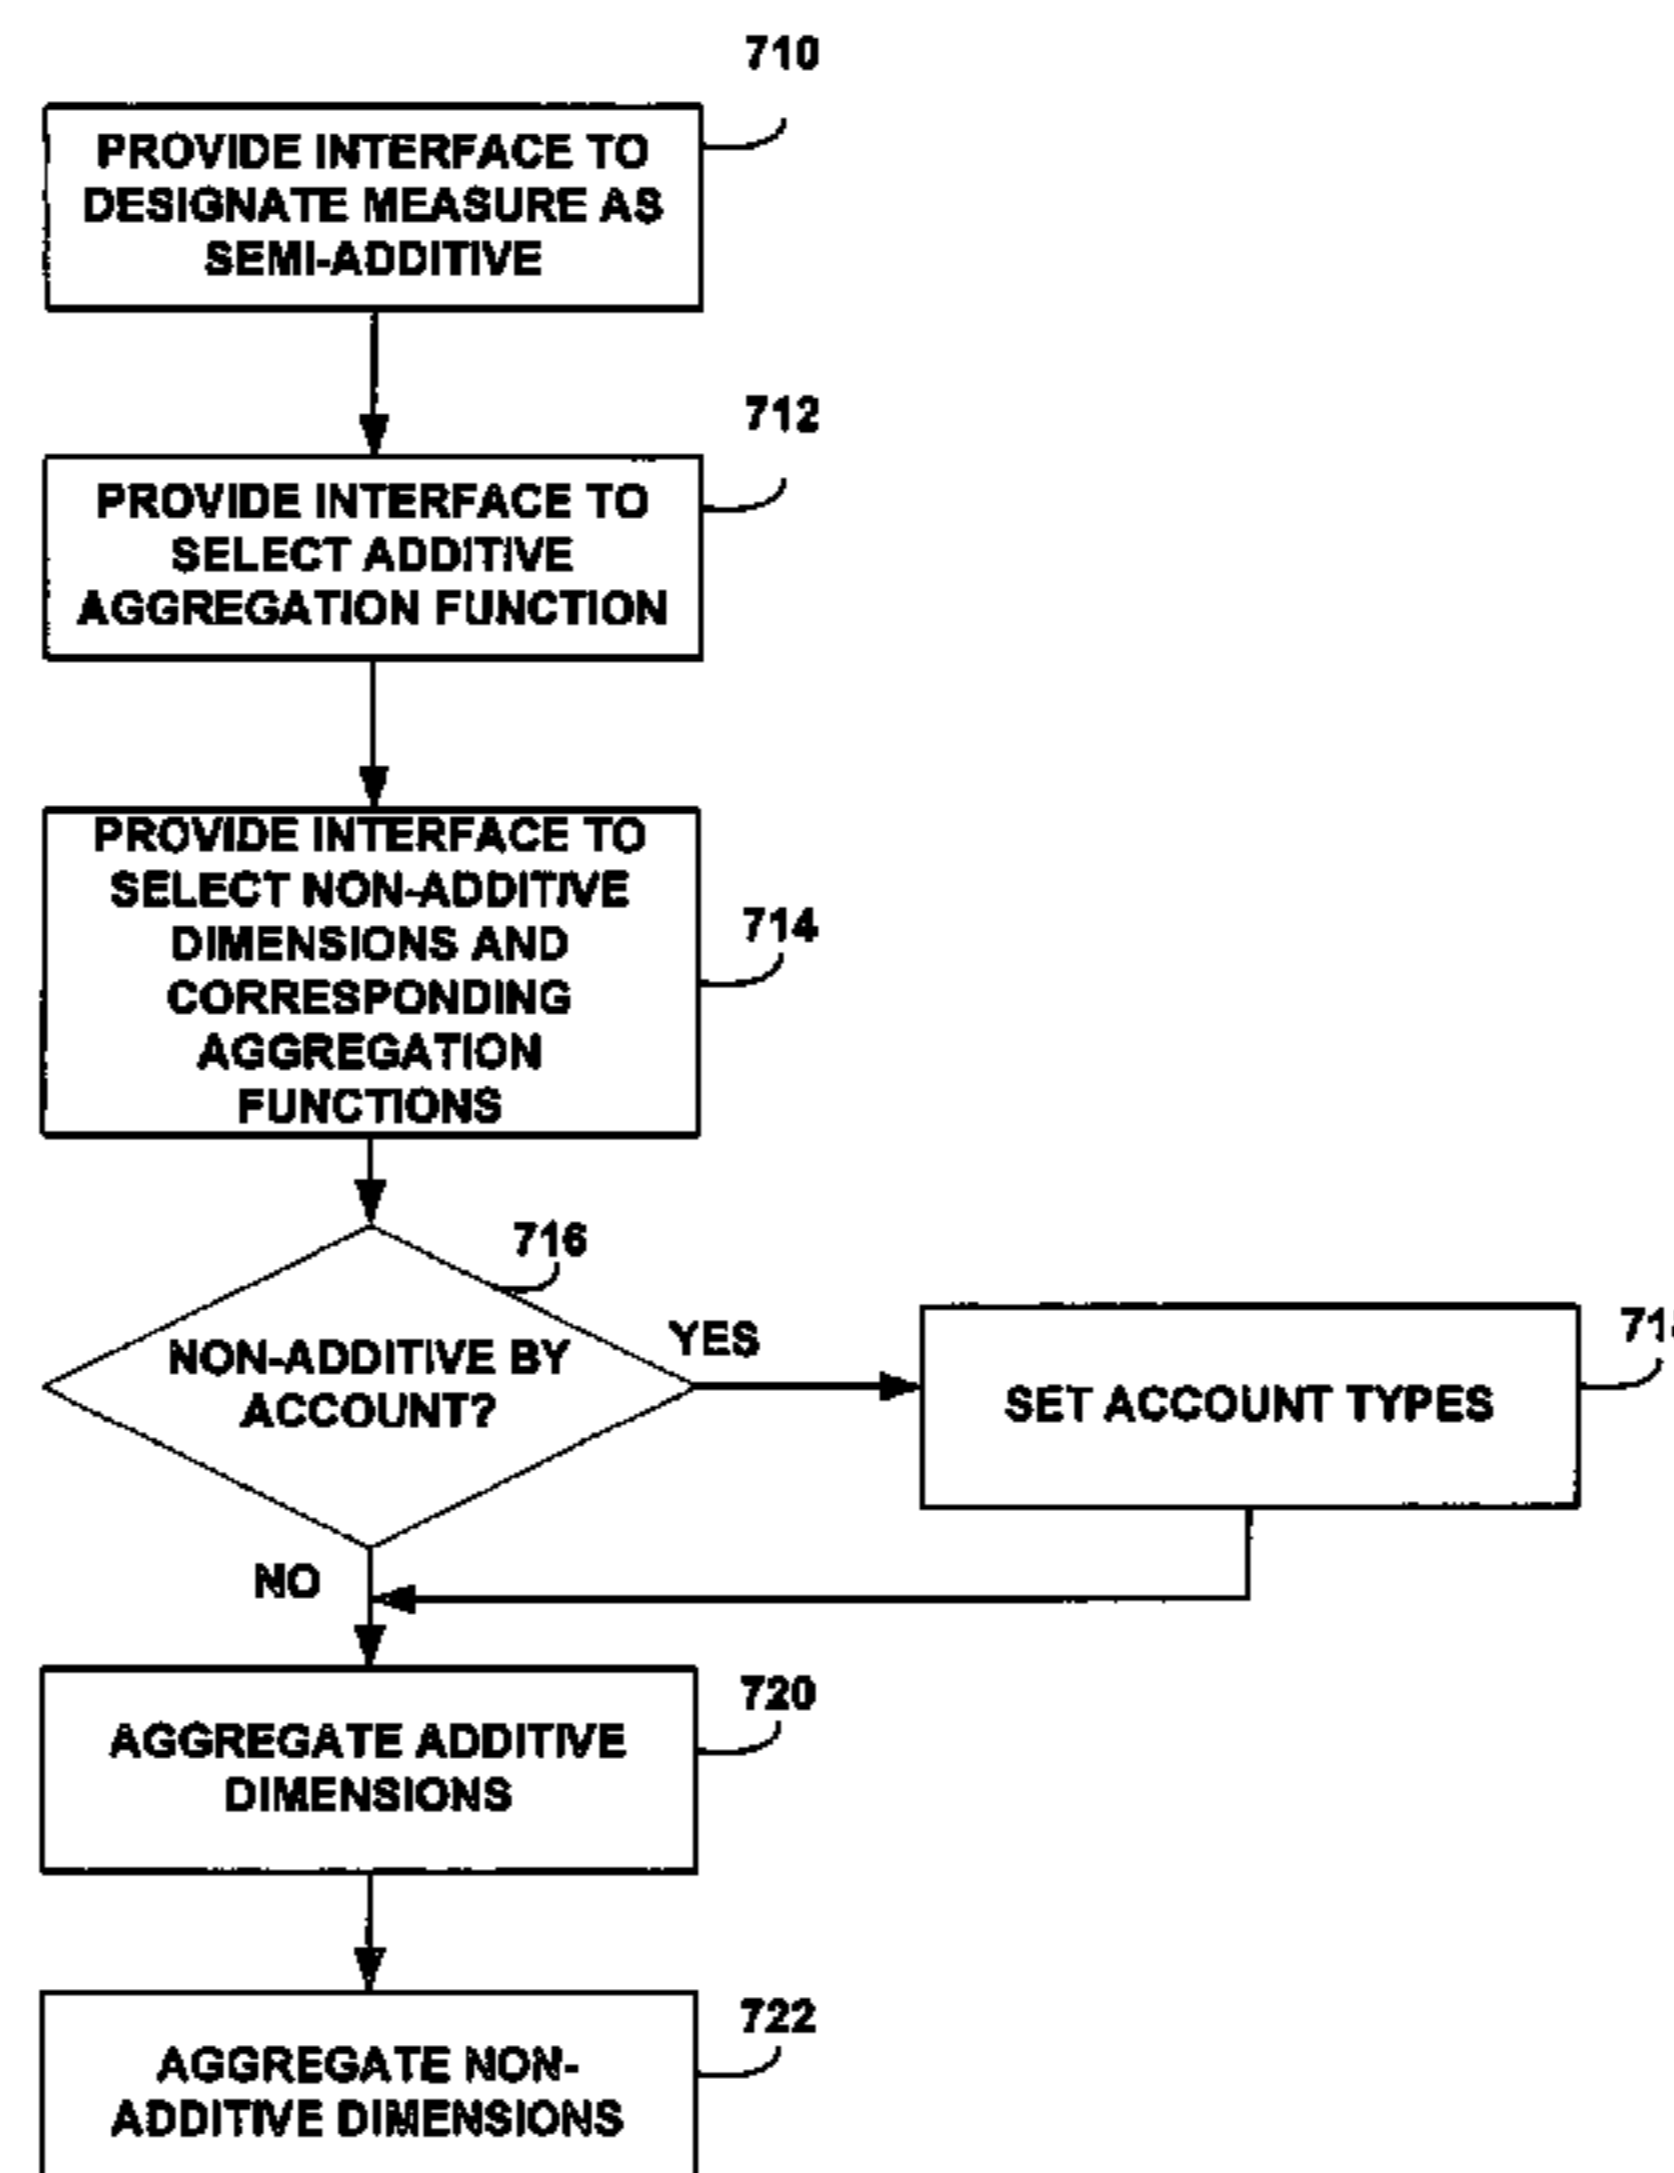 710
PROVIDE INTERFACE TO
DESIGNATE MEASURE AS
SEMI-ADDITIVE
712
PROVIDE INTERFACE TO
SELECT ADDITIVE
AGGREGATION FUNCTION
PROVIDE INTERFACE TO
SELECT NON-ADDITIVE
DIMENSIONS AND
CORRESPONDING
AGGREGATION
FUNCTIONS
714
716
NON-ADDITIVE BY
ACCOUNT?
YES
SET ACCOUNT TYPES
NO
720
AGGREGATE ADDITIVE
DIMENSIONS
722
AGGREGATE NON-
ADDITIVE DIMENSIONS